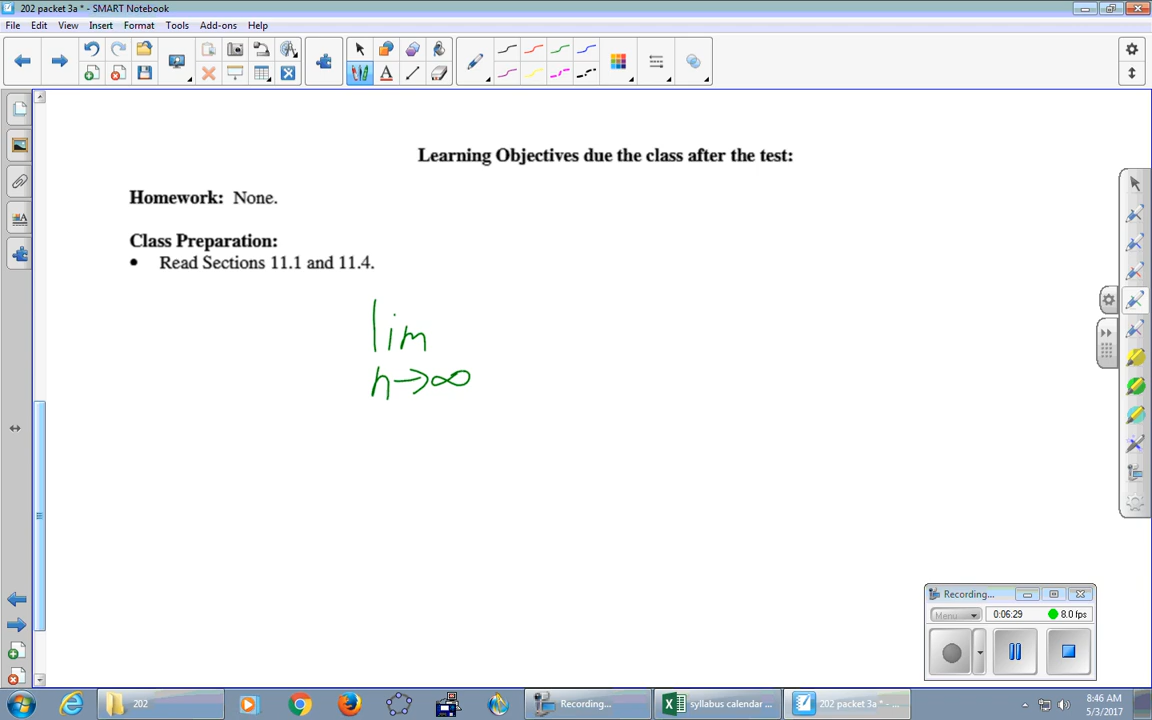 202 packet 3a * - SMART Notebook
File Edit View Insert Format Tools Add-ons Help
Learning Objectives due the class after the test:
Homework: None.
Class Preparation:
• Read Sections 11.1 and 11.4.
lim
n→∞
Recording...
Menu 0:06:29 8.0 fps
202 Recording... syllabus calendar ... 202 packet 3a * - ... 8:46 AM
5/3/2017